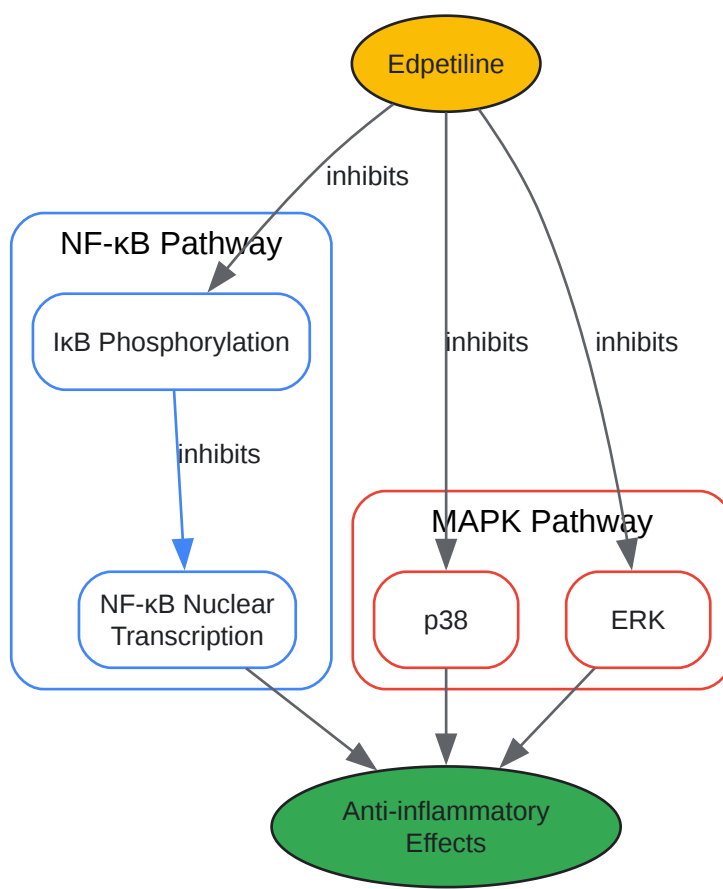 Edpetiline
inhibits
NF-κB Pathway
IκB Phosphorylation
inhibits
inhibits
inhibits
MAPK Pathway
NF-κB Nuclear
Transcription
p38
ERK
Anti-inflammatory
Effects